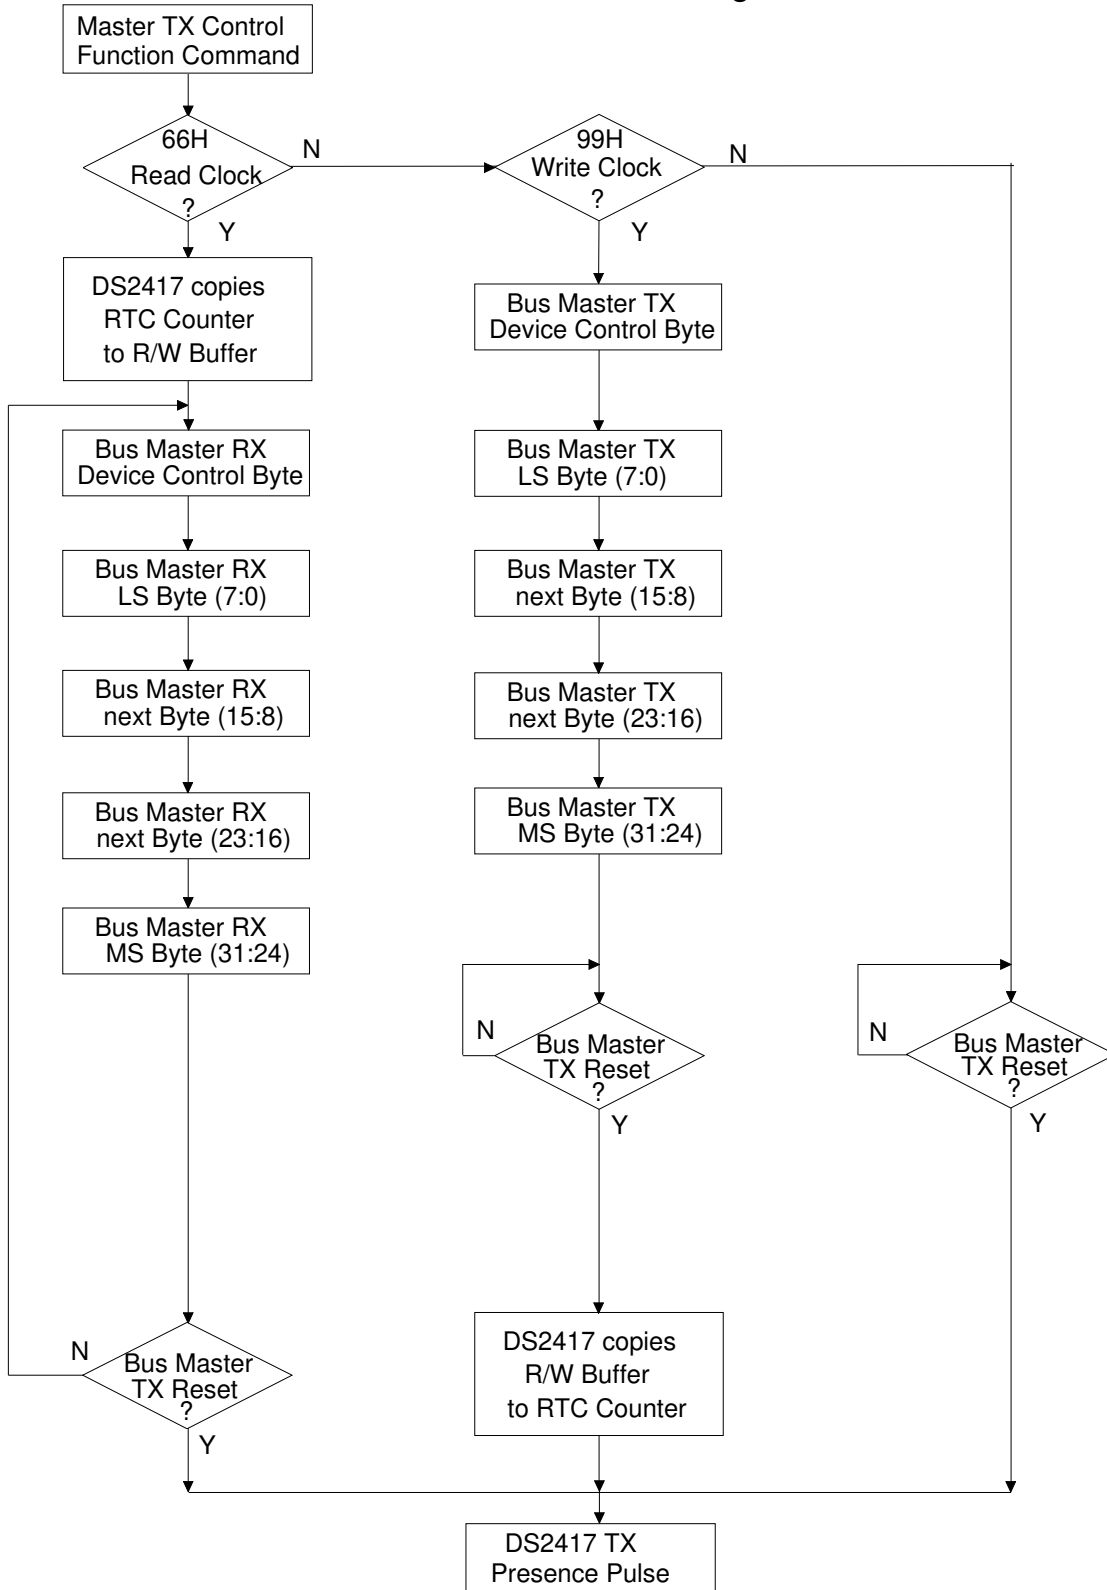 Master TX Control
Function Command
66H
Read Clock
?
N
Y
99H
Write Clock
?
N
Y
DS2417 copies
RTC Counter
to R/W Buffer
Bus Master RX
Device Control Byte
Bus Master RX
LS Byte (7:0)
Bus Master RX
next Byte (15:8)
Bus Master RX
next Byte (23:16)
Bus Master RX
MS Byte (31:24)
N
Bus Master
TX Reset
?
Y
Bus Master TX
Device Control Byte
Bus Master TX
LS Byte (7:0)
Bus Master TX
next Byte (15:8)
Bus Master TX
next Byte (23:16)
Bus Master TX
MS Byte (31:24)
N
Bus Master
TX Reset
?
Y
DS2417 copies
R/W Buffer
to RTC Counter
N
Bus Master
TX Reset
?
Y
DS2417 TX
Presence Pulse